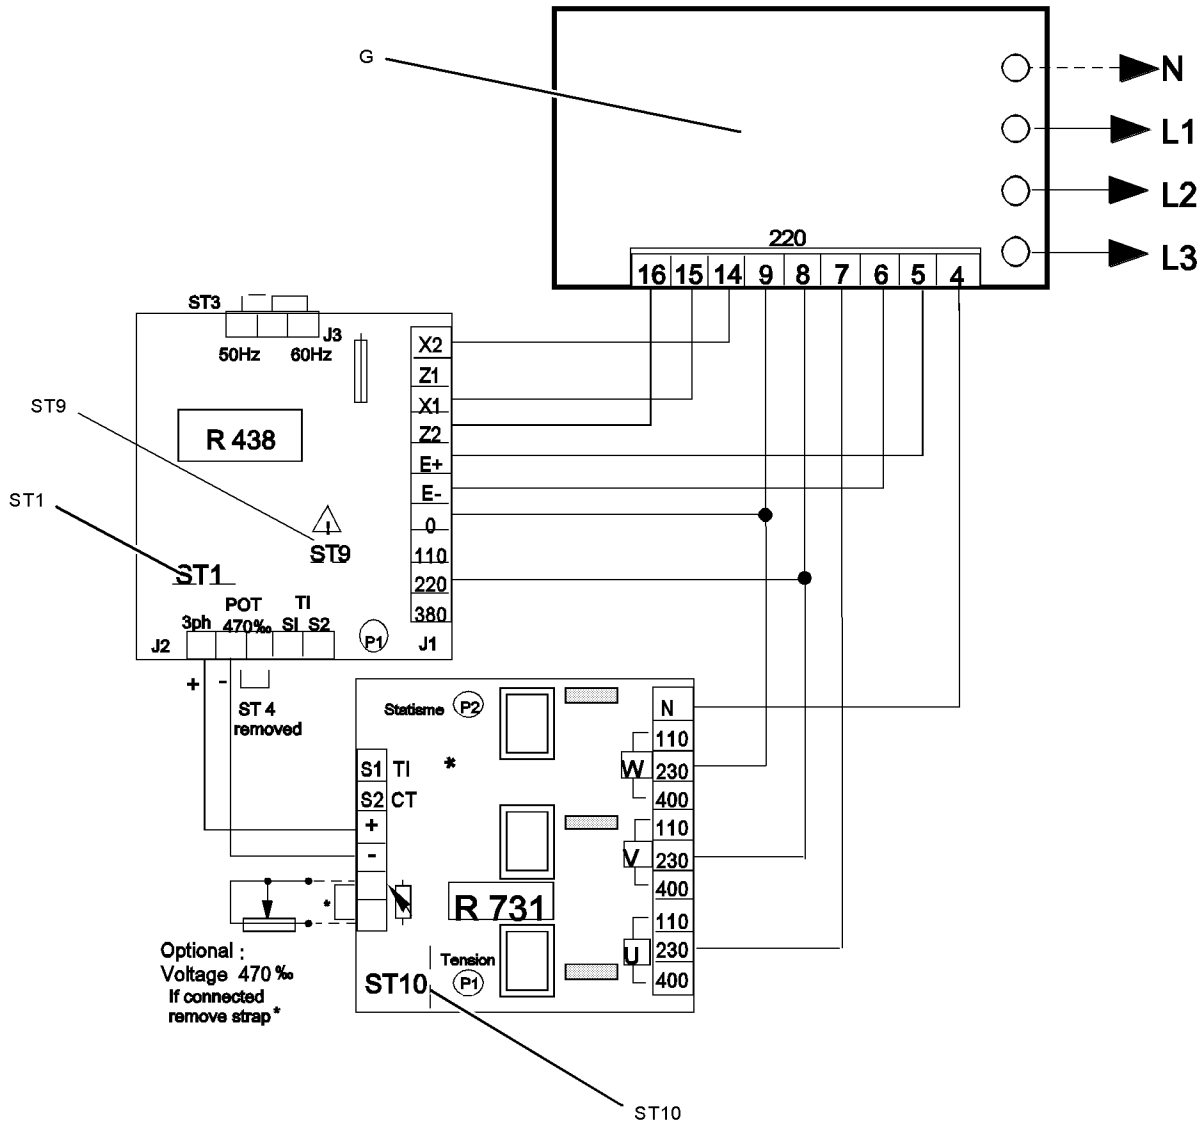 G
N
L1
L2
L3
220
16 15 14 9 8 7 6 5 4
ST3
J3
50Hz 60Hz
X2
Z1
X1
Z2
E+
E-
0
110
220
380
R 438
ST9
ST1
ST9
ST1
POT TI
3ph 470‰ SI S2
J2
P1
J1
+ -
ST 4
removed
Statisme P2
N
110
W 230
400
110
V 230
400
110
U 230
400
S1 TI *
S2 CT
+
-
*
R 731
Tension
P1
ST10
Optional :
Voltage 470 ‰
If connected
remove strap *
ST10